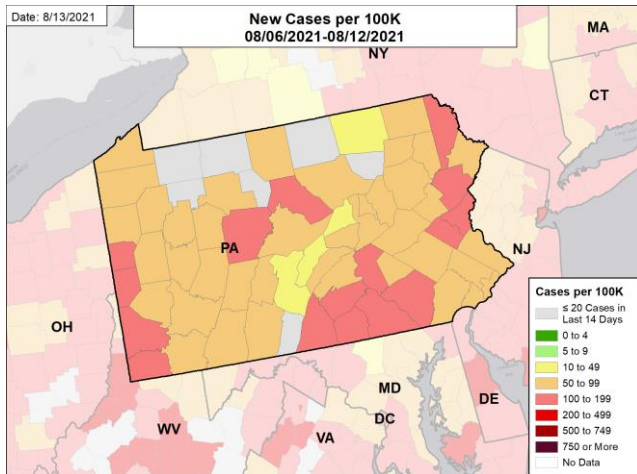 Date: 8/13/2021
New Cases per 100K
08/06/2021-08/12/2021
NY
MA
CT
PA
NJ
OH
MD
DE
DC
WV
VA
Cases per 100K
≤ 20 Cases in
Last 14 Days
0 to 4
5 to 9
10 to 49
50 to 99
100 to 199
200 to 499
500 to 749
750 or More
No Data